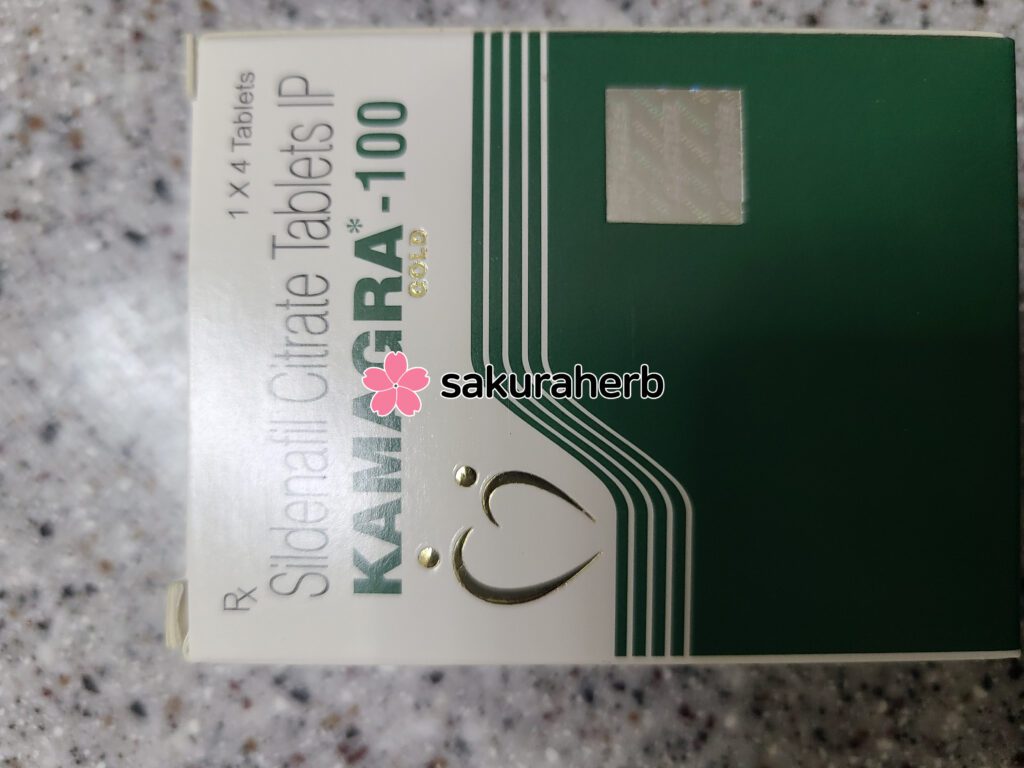 Rx
1 X 4 Tablets
Sildenafil Citrate Tablets IP
KAMAGRA*-100
GOLD
sakuraherb